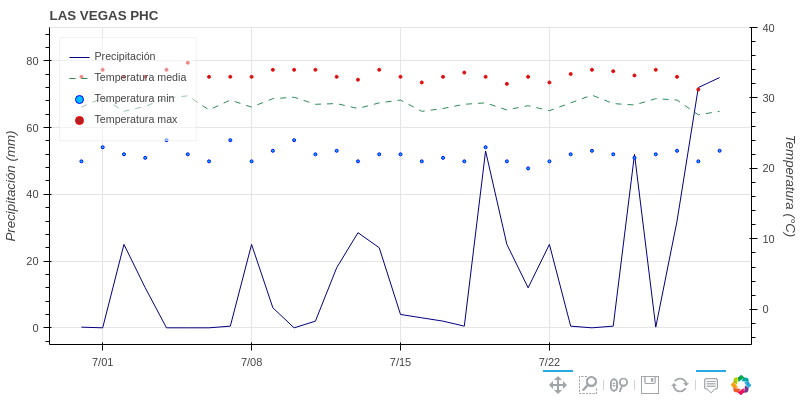 LAS VEGAS PHC
Precipitación
Temperatura media
Temperatura min
Temperatura max
Precipitación (mm)
80
60
40
20
0
40
30
20
10
0
Temperatura (°C)
7/01
7/08
7/15
7/22